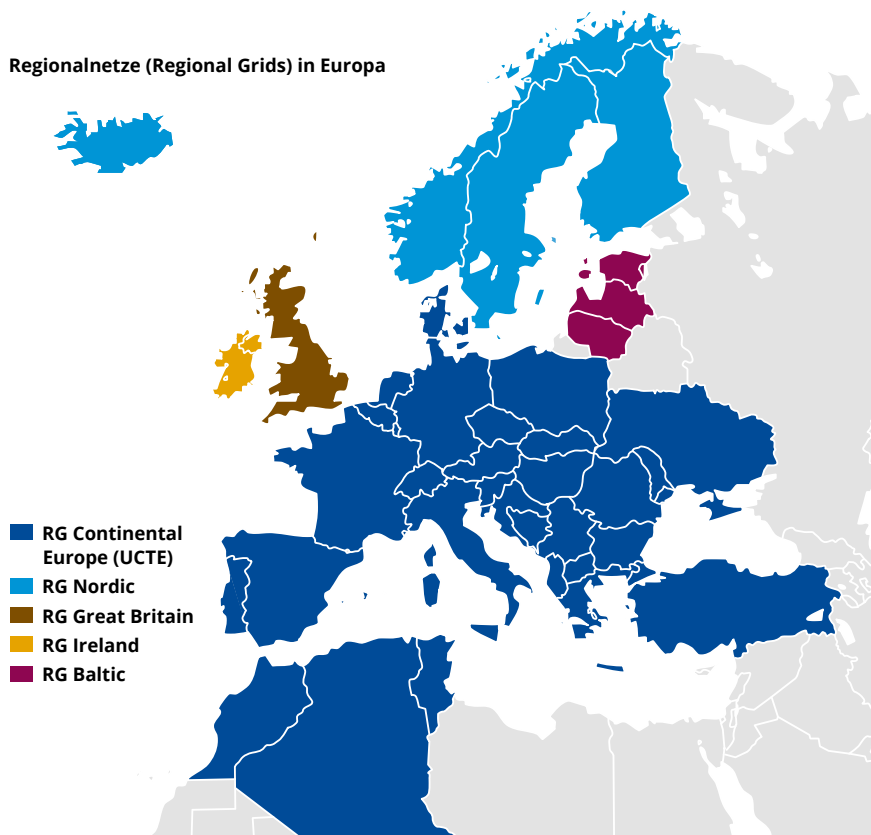 Regionalnetze (Regional Grids) in Europa
RG Continental
Europe (UCTE)
RG Nordic
RG Great Britain
RG Ireland
RG Baltic